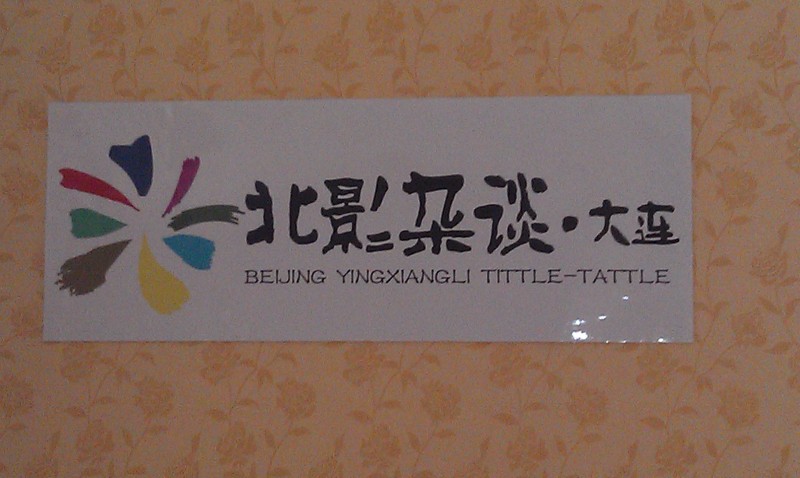 北影杂谈·大连
BEIJING YINGXIANGLI TITTLE-TATTLE